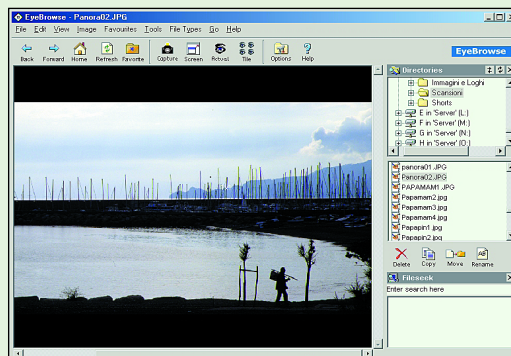 EyeBrowse - Panora02.JPG
File Edit View Image Favourites Tools File Types Go Help
Back Forward Home Refresh Favorite Capture Screen Actual Tile Options Help
EyeBrowse
Directories
Immagini e Loghi
Scansioni
Shorts
E in 'Server' (L:)
F in 'Server' (M:)
G in 'Server' (N:)
H in 'Server' (O:)
panora01.JPG
Panora02.JPG
PAPAMAM1.JPG
Papamam2.jpg
Papamam3.jpg
Papamam4.jpg
Papapin1.jpg
Papapin2.jpg
Delete Copy Move Rename
Fileseek
Enter search here